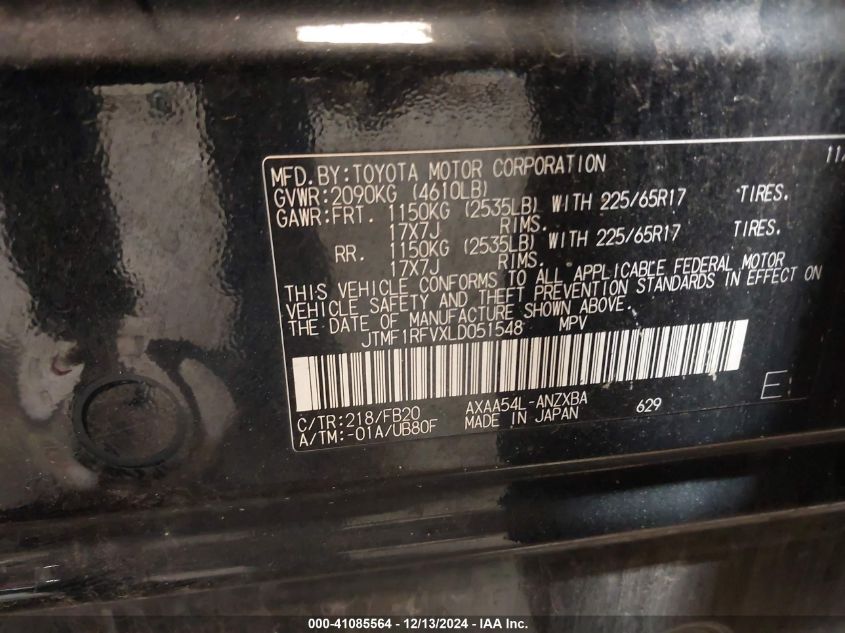 MFD.BY:TOYOTA MOTOR CORPORATION 11/
GVWR:2090KG (4610LB)
GAWR:FRT. 1150KG (2535LB) WITH 225/65R17 TIRES.
17X7J RIMS.
RR. 1150KG (2535LB) WITH 225/65R17 TIRES.
17X7J RIMS.
THIS VEHICLE CONFORMS TO ALL APPLICABLE FEDERAL MOTOR
VEHICLE SAFETY AND THEFT PREVENTION STANDARDS IN EFFECT ON
THE DATE OF MANUFACTURE SHOWN ABOVE.
JTMF1RFVXLD051548 MPV
C/TR:218/FB20 AXAA54L-ANZXBA 629 E
A/TM:-01A/UB80F MADE IN JAPAN
000-41085564 - 12/13/2024 - IAA Inc.